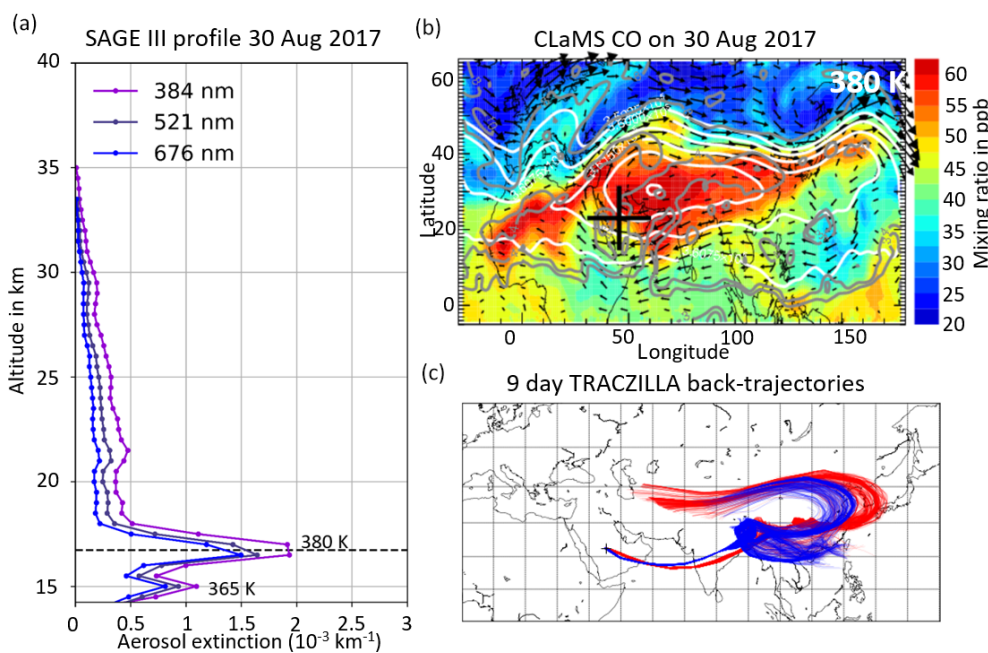 (a)
SAGE III profile 30 Aug 2017
40
35
30
25
20
15
Altitude in km
384 nm
521 nm
676 nm
380 K
365 K
0 0.5 1 1.5 2 2.5 3
Aerosol extinction (10⁻³ km⁻¹)
(b)
CLaMS CO on 30 Aug 2017
380 K
60
40
20
0
Latitude
0 50 100 150
Longitude
60
55
50
45
40
35
30
25
20
Mixing ratio in ppb
(c)
9 day TRACZILLA back-trajectories